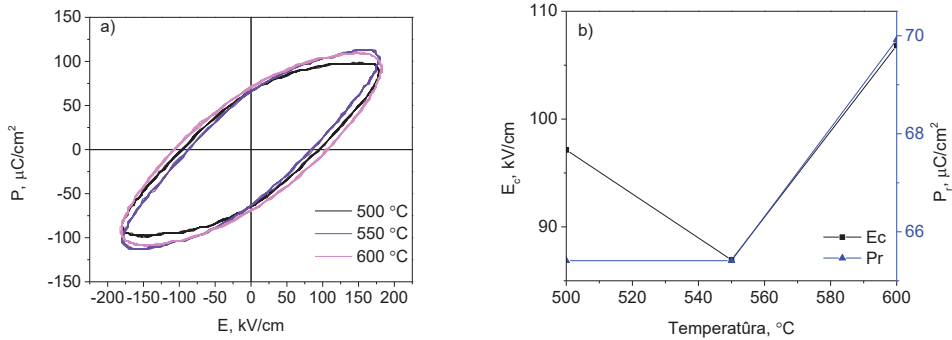 a)
150
100
50
0
-50
-100
-150
P, μC/cm²
-200 -150 -100 -50 0 50 100 150 200
E, kV/cm
500 °C
550 °C
600 °C
b)
110
100
90
E_c, kV/cm
500 520 540 560 580 600
Temperatûra, °C
70
68
66
P_r, μC/cm²
Ec
Pr